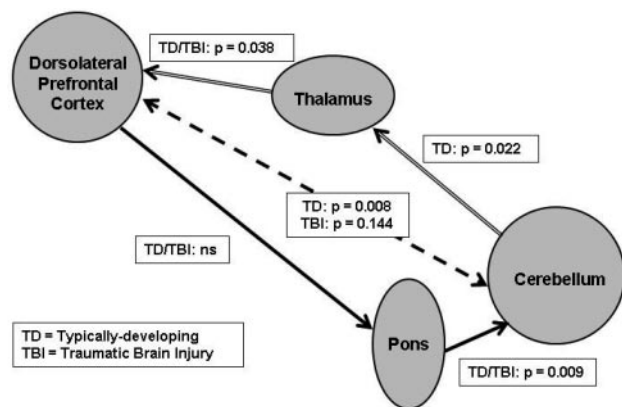 TD/TBI: p = 0.038
Dorsolateral
Prefrontal
Cortex
Thalamus
TD: p = 0.022
TD: p = 0.008
TBI: p = 0.144
TD/TBI: ns
Cerebellum
TD = Typically-developing
TBI = Traumatic Brain Injury
Pons
TD/TBI: p = 0.009